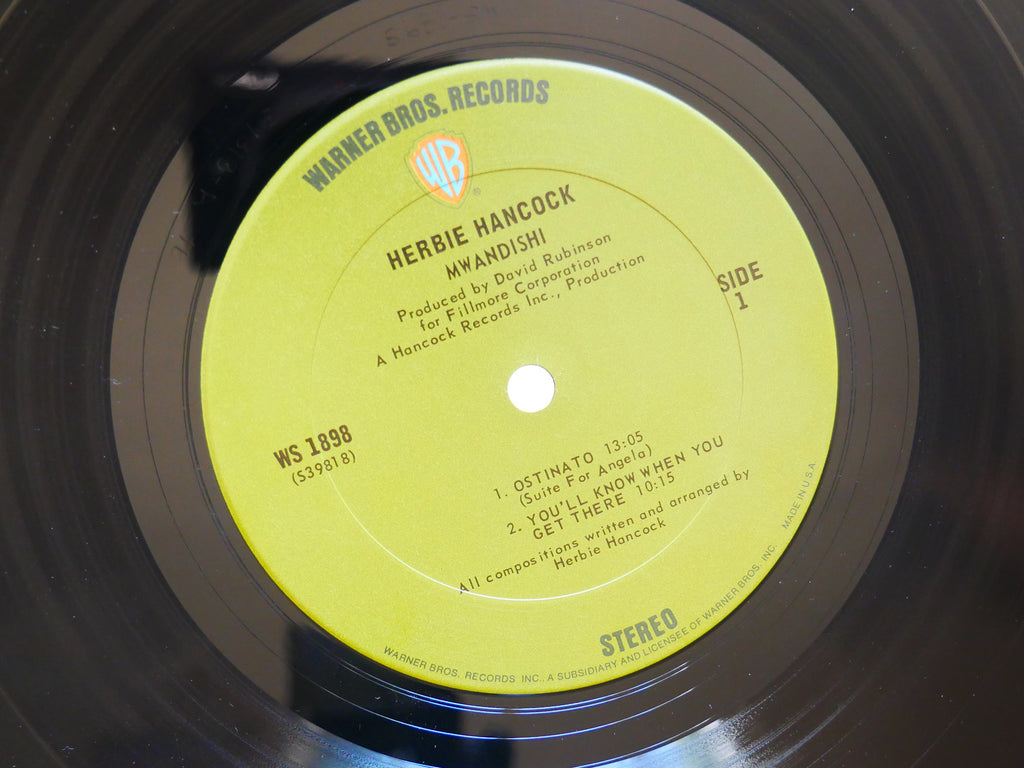 WARNER BROS. RECORDS
WB
®
HERBIE HANCOCK
MWANDISHI
Produced by David Rubinson
for Fillmore Corporation
A Hancock Records Inc., Production
SIDE
1
WS 1898
(S39818)
1. OSTINATO 13:05
(Suite For Angela)
2. YOU'LL KNOW WHEN YOU
GET THERE 10:15
All compositions written and arranged by
Herbie Hancock
STEREO
WARNER BROS. RECORDS INC., A SUBSIDIARY AND LICENSEE OF WARNER BROS. INC. MADE IN U.S.A.